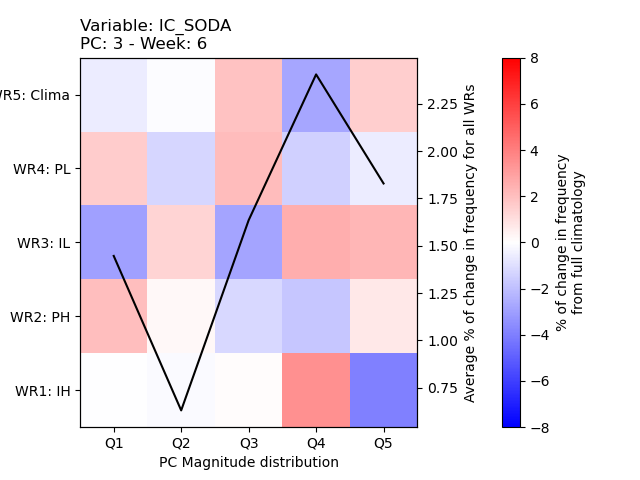 Variable: IC_SODA
PC: 3 - Week: 6
WR5: Clima
WR4: PL
WR3: IL
WR2: PH
WR1: IH
Q1 Q2 Q3 Q4 Q5
PC Magnitude distribution
2.25
2.00
1.75
1.50
1.25
1.00
0.75
Average % of change in frequency for all WRs
8
6
4
2
0
−2
−4
−6
−8
% of change in frequency
from full climatology